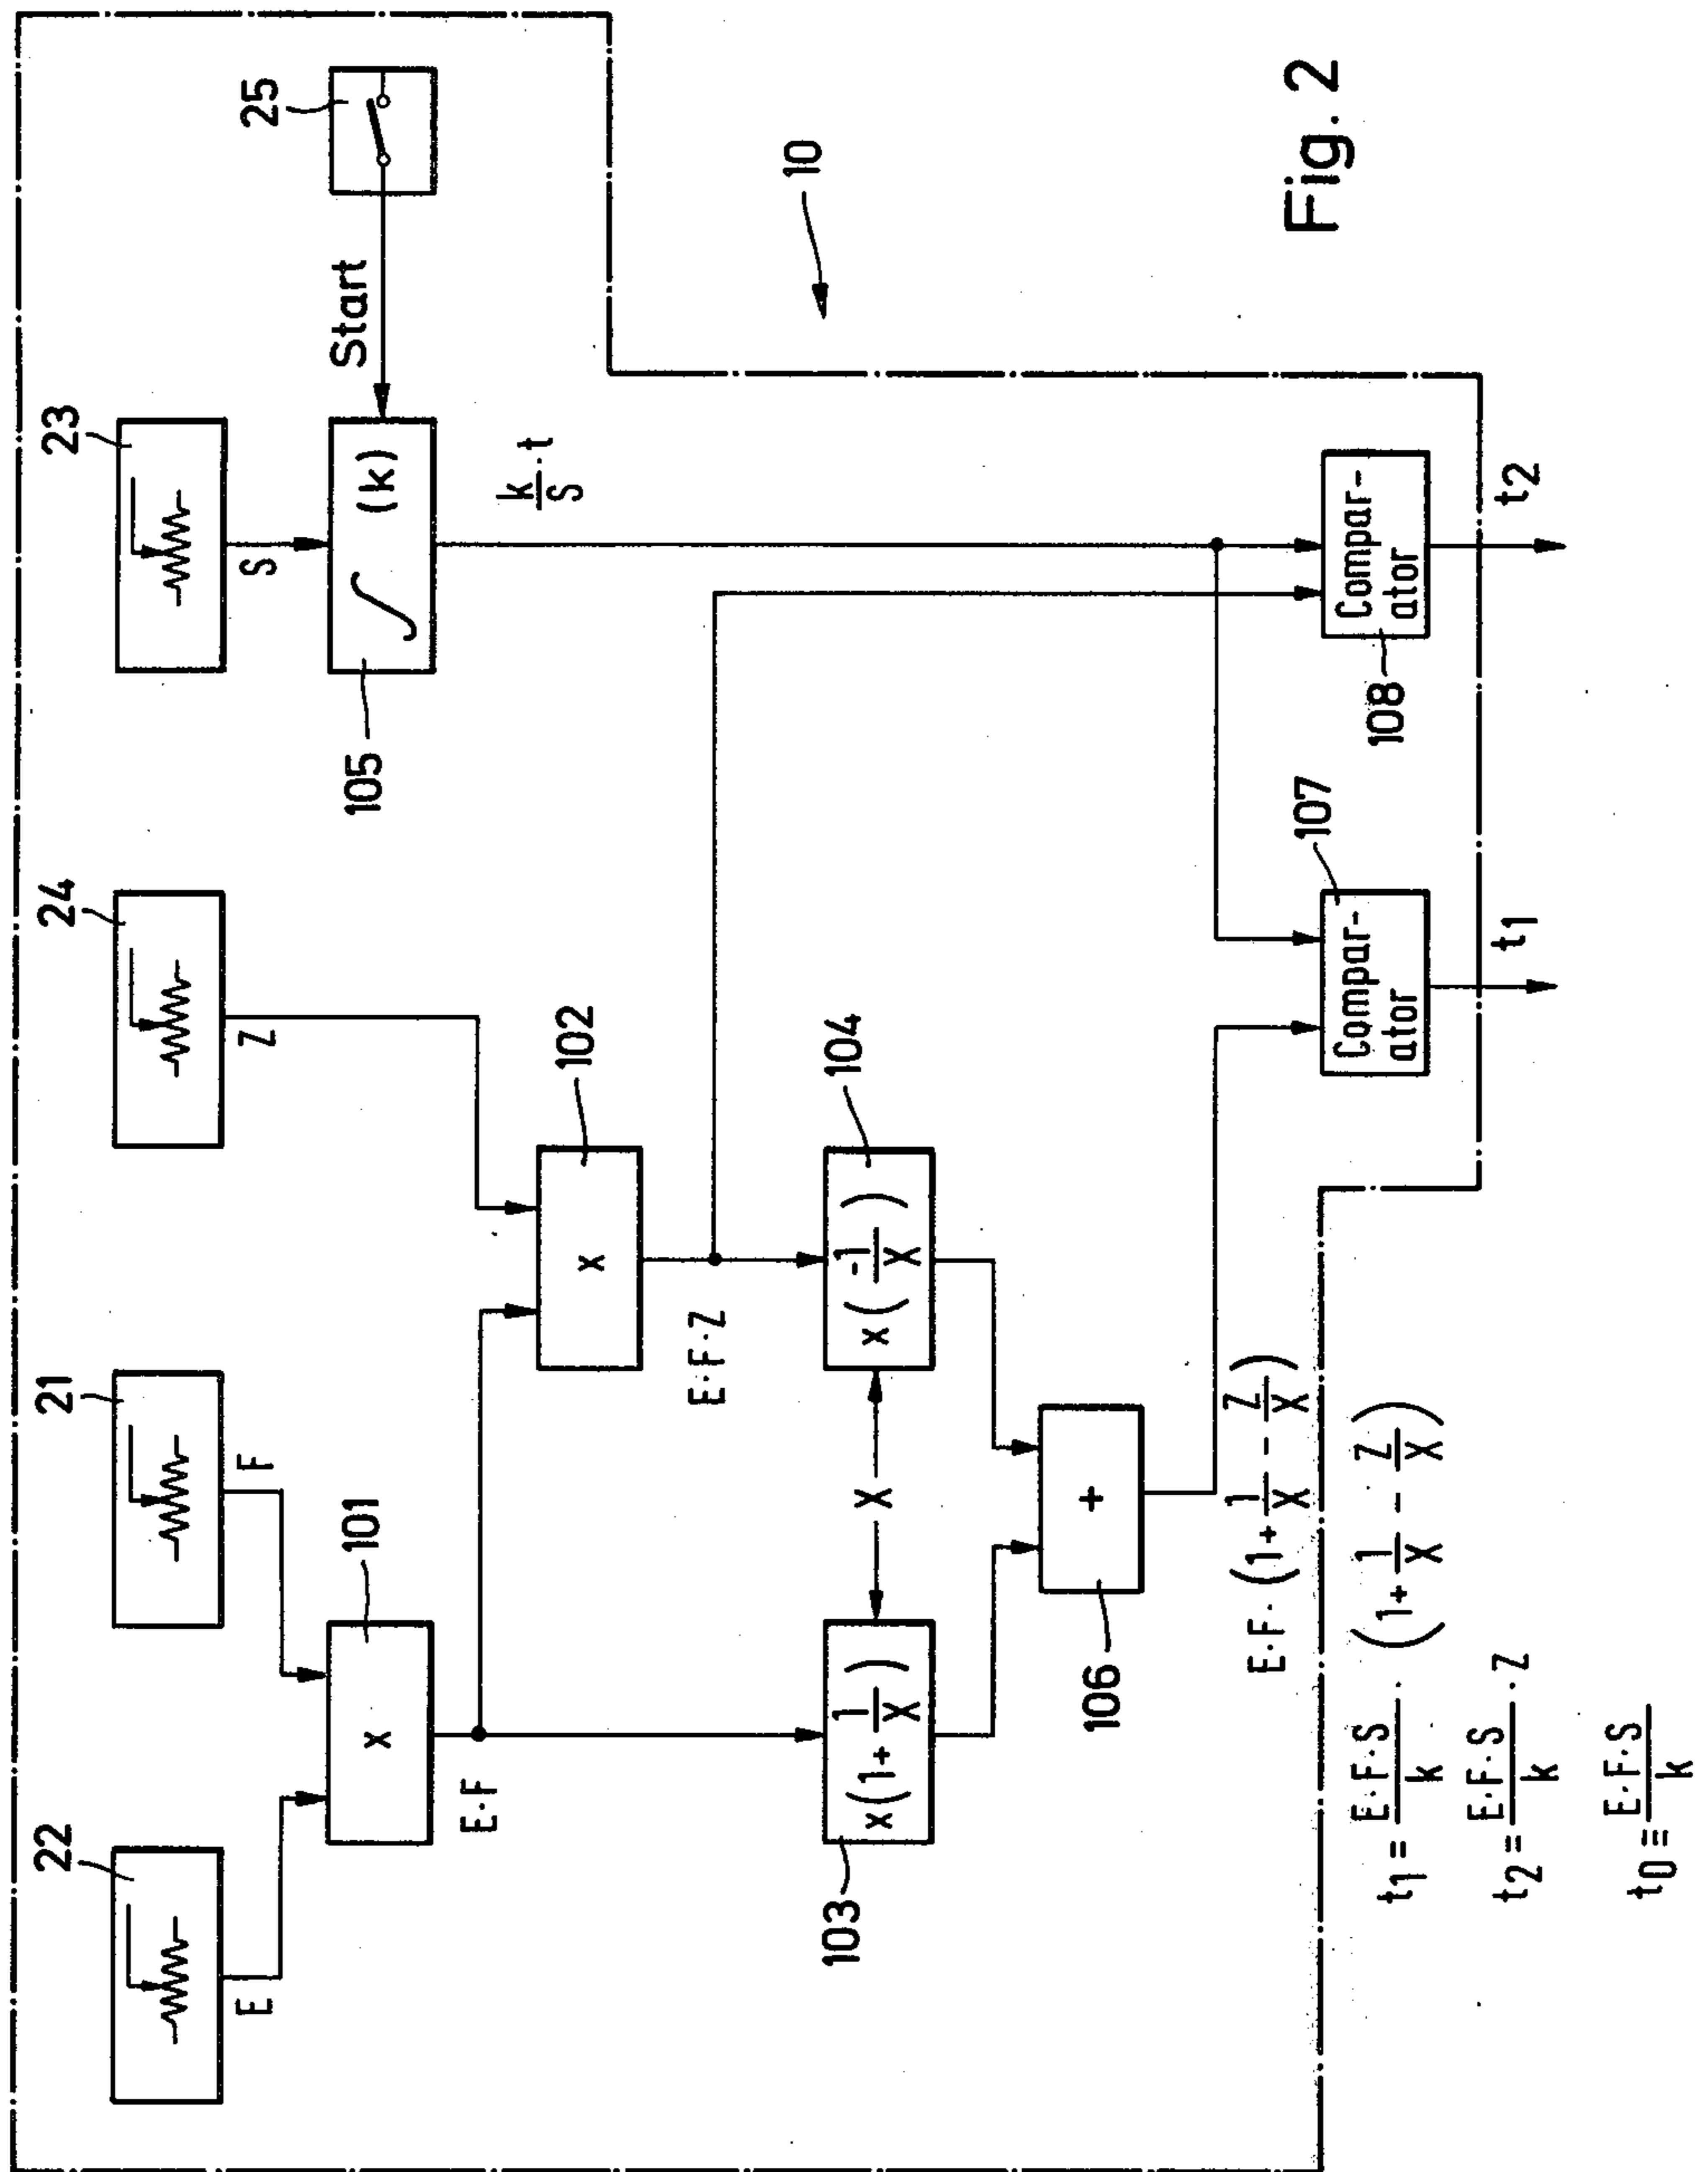 22
21
24
23
25
E
F
Z
S
Start
x
101
∫ (k)
105
E·F
x
102
k/S · t
E·F·Z
x(1+ 1/X)
103
X
x(-1/X)
104
+
106
E·F·(1+ 1/X - Z/X)
Compar-
ator
107
Compar-
ator
108
t1
t2
10
t1 = E·F·S/k · (1+ 1/X - Z/X)
t2 = E·F·S/k · Z
t0 ≡ E·F·S/k
Fig. 2